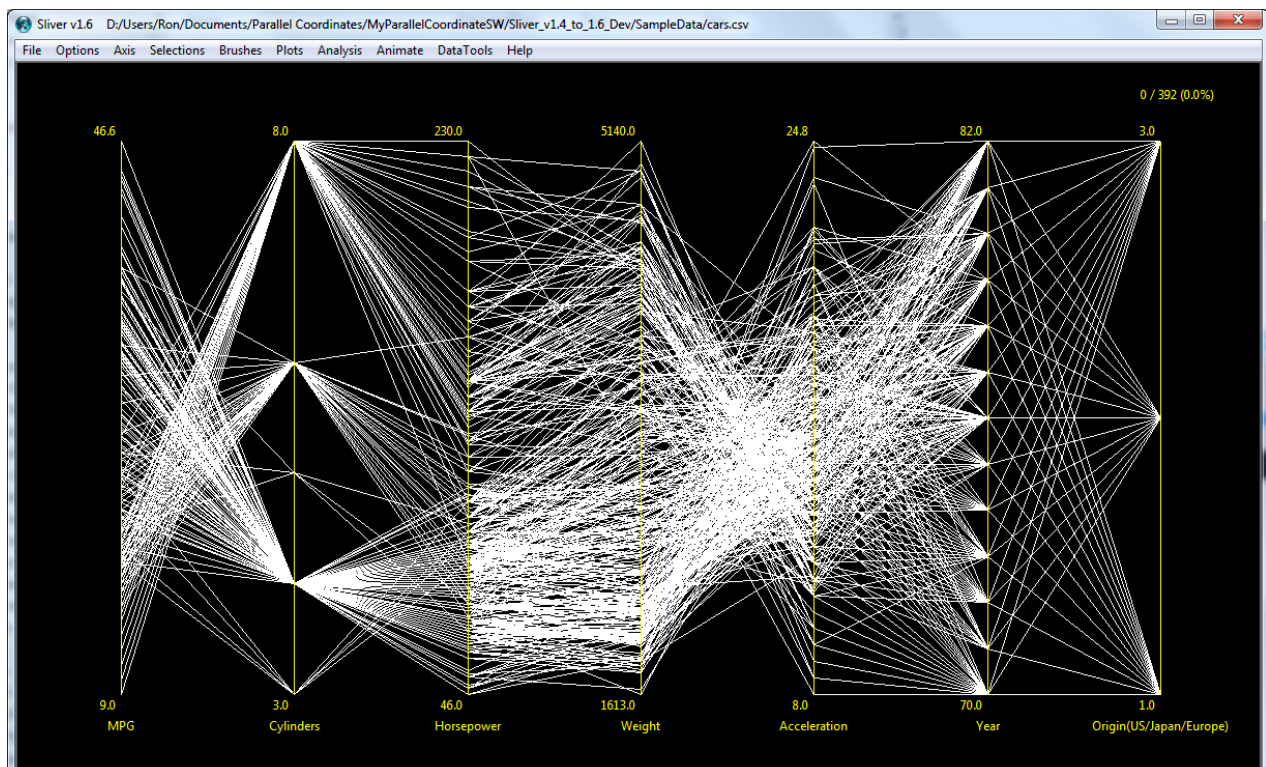 Sliver v1.6 D:/Users/Ron/Documents/Parallel Coordinates/MyParallelCoordinateSW/Sliver_v1.4_to_1.6_Dev/SampleData/cars.csv
File Options Axis Selections Brushes Plots Analysis Animate DataTools Help
0 / 392 (0.0%)
46.6 8.0 230.0 5140.0 24.8 82.0 3.0
9.0 3.0 46.0 1613.0 8.0 70.0 1.0
MPG Cylinders Horsepower Weight Acceleration Year Origin(US/Japan/Europe)